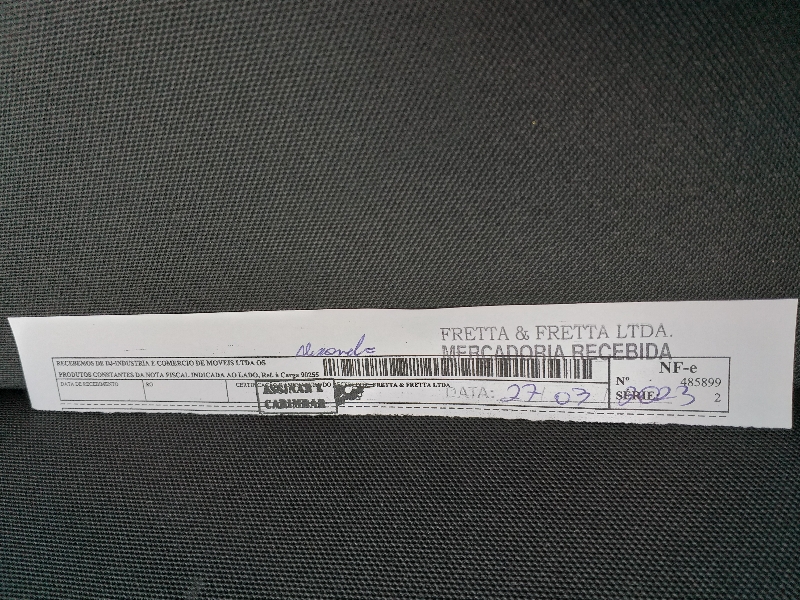 FRETTA & FRETTA LTDA.
MERCADORIA RECEBIDA
RECEBEMOS DE DJ-INDUSTRIA E COMERCIO DE MOVEIS LTDA OS
PRODUTOS CONSTANTES DA NOTA FISCAL INDICADA AO LADO, Ref. à Carga 90255
NF-e
Nº 485899
SÉRIE 2
DATA DE RECEBIMENTO
RG
FRETTA & FRETTA LTDA
ASSINAR E
CARIMBAR
DATA: 27 03 2023